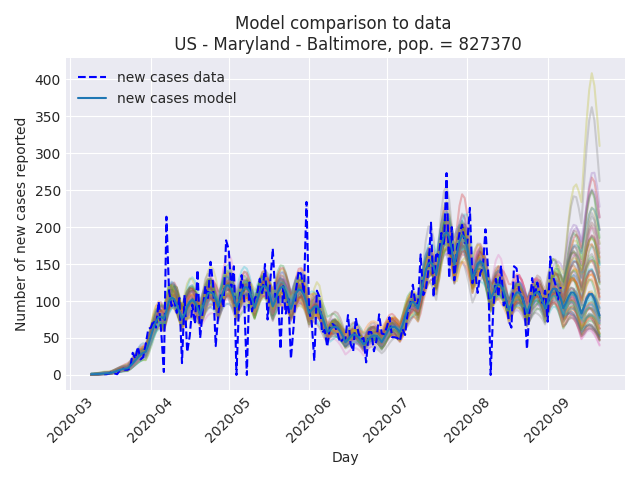 Model comparison to data
US - Maryland - Baltimore, pop. = 827370
new cases data
new cases model
Number of new cases reported
400
350
300
250
200
150
100
50
0
2020-03
2020-04
2020-05
2020-06
2020-07
2020-08
2020-09
Day